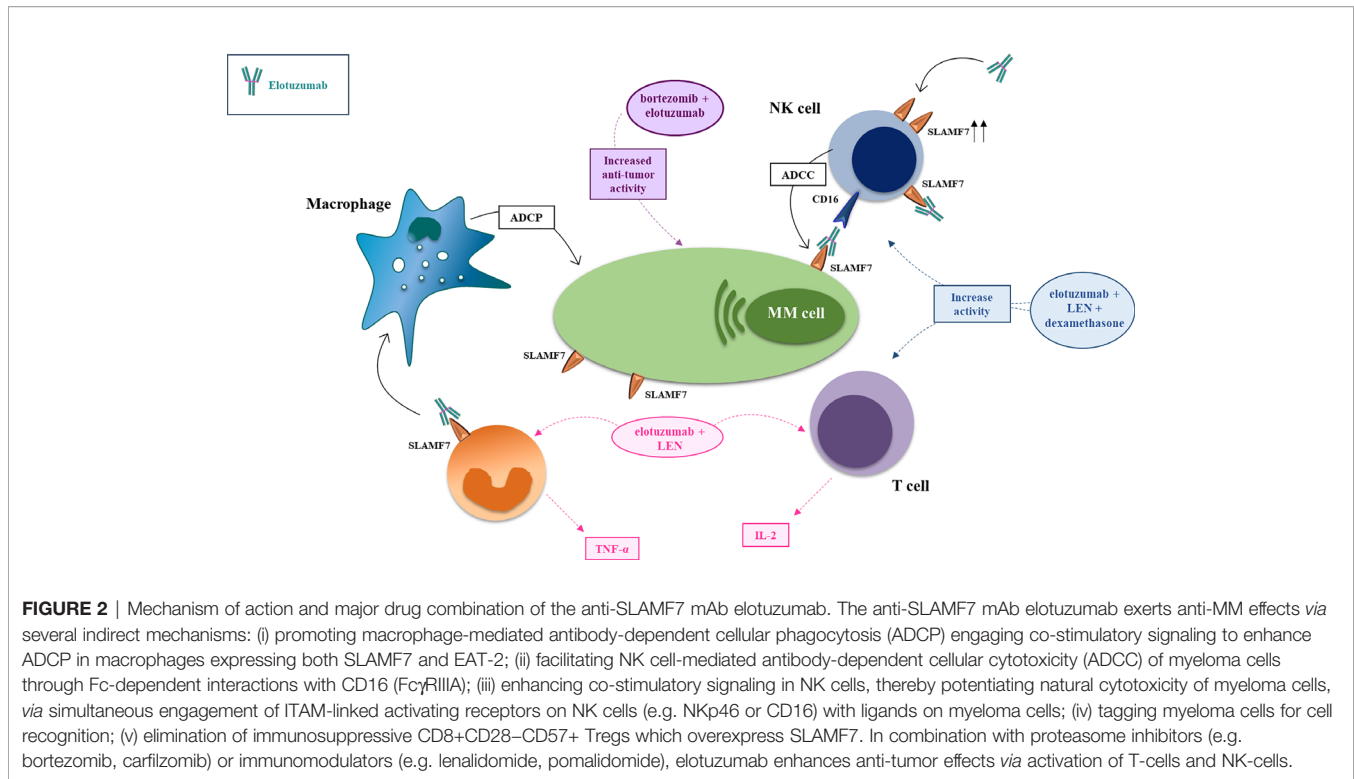 Elotuzumab
bortezomib +
elotuzumab
NK cell
SLAMF7
Increased
anti-tumor
activity
ADCC
SLAMF7
CD16
Macrophage
ADCP
SLAMF7
MM cell
Increase
activity
elotuzumab +
LEN +
dexamethasone
SLAMF7
SLAMF7
SLAMF7
elotuzumab +
LEN
T cell
TNF-α
IL-2
FIGURE 2 | Mechanism of action and major drug combination of the anti-SLAMF7 mAb elotuzumab. The anti-SLAMF7 mAb elotuzumab exerts anti-MM effects via
several indirect mechanisms: (i) promoting macrophage-mediated antibody-dependent cellular phagocytosis (ADCP) engaging co-stimulatory signaling to enhance
ADCP in macrophages expressing both SLAMF7 and EAT-2; (ii) facilitating NK cell-mediated antibody-dependent cellular cytotoxicity (ADCC) of myeloma cells
through Fc-dependent interactions with CD16 (FcγRIIIA); (iii) enhancing co-stimulatory signaling in NK cells, thereby potentiating natural cytotoxicity of myeloma cells,
via simultaneous engagement of ITAM-linked activating receptors on NK cells (e.g. NKp46 or CD16) with ligands on myeloma cells; (iv) tagging myeloma cells for cell
recognition; (v) elimination of immunosuppressive CD8+CD28–CD57+ Tregs which overexpress SLAMF7. In combination with proteasome inhibitors (e.g.
bortezomib, carfilzomib) or immunomodulators (e.g. lenalidomide, pomalidomide), elotuzumab enhances anti-tumor effects via activation of T-cells and NK-cells.